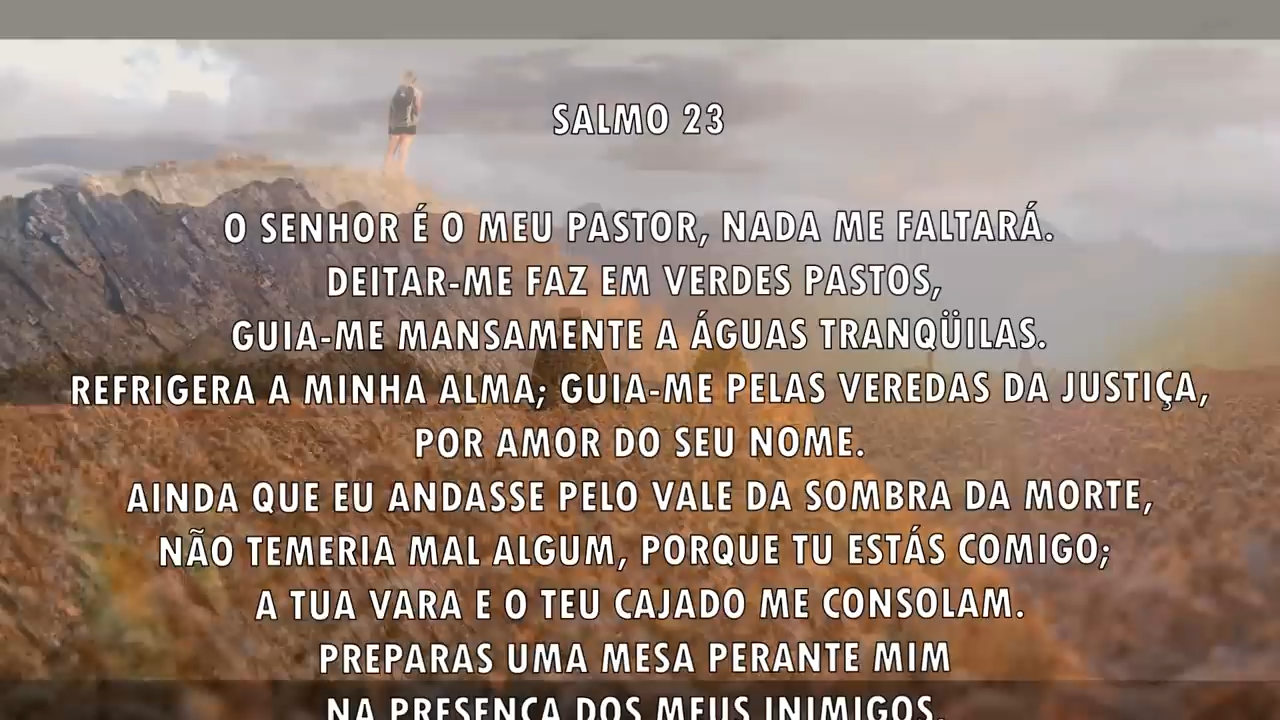 SALMO 23
O SENHOR É O MEU PASTOR, NADA ME FALTARÁ.
DEITAR-ME FAZ EM VERDES PASTOS,
GUIA-ME MANSAMENTE A ÁGUAS TRANQÜILAS.
REFRIGERA A MINHA ALMA; GUIA-ME PELAS VEREDAS DA JUSTIÇA,
POR AMOR DO SEU NOME.
AINDA QUE EU ANDASSE PELO VALE DA SOMBRA DA MORTE,
NÃO TEMERIA MAL ALGUM, PORQUE TU ESTÁS COMIGO;
A TUA VARA E O TEU CAJADO ME CONSOLAM.
PREPARAS UMA MESA PERANTE MIM
NA PRESENÇA DOS MEUS INIMIGOS,